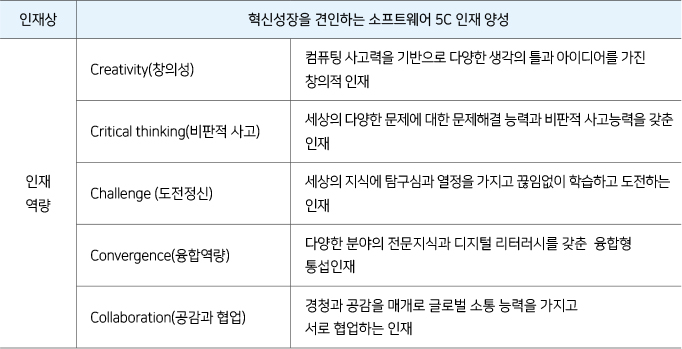 인재상
혁신성장을 견인하는 소프트웨어 5C 인재 양성
인재
역량
Creativity(창의성)
컴퓨팅 사고력을 기반으로 다양한 생각의 틀과 아이디어를 가진
창의적 인재
Critical thinking(비판적 사고)
세상의 다양한 문제에 대한 문제해결 능력과 비판적 사고능력을 갖춘
인재
Challenge (도전정신)
세상의 지식에 탐구심과 열정을 가지고 끊임없이 학습하고 도전하는
인재
Convergence(융합역량)
다양한 분야의 전문지식과 디지털 리터러시를 갖춘 융합형
통섭인재
Collaboration(공감과 협업)
경청과 공감을 매개로 글로벌 소통 능력을 가지고
서로 협업하는 인재